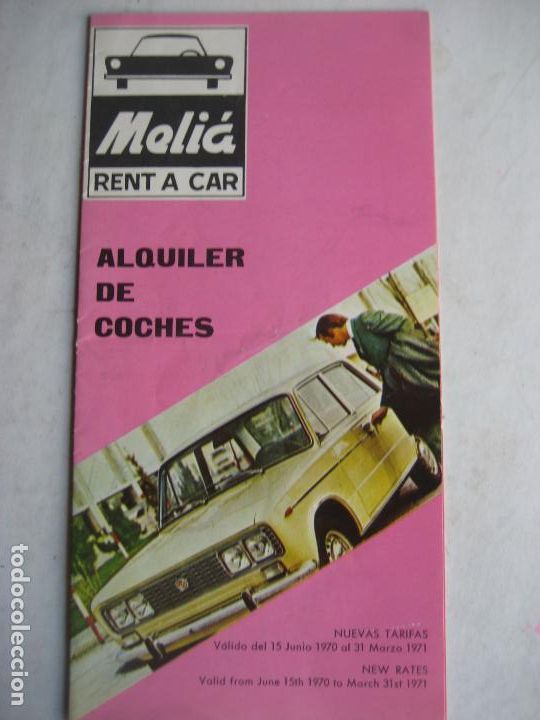 Meliá
RENT A CAR
ALQUILER
DE
COCHES
NUEVAS TARIFAS
Válido del 15 Junio 1970 al 31 Marzo 1971
NEW RATES
Valid from June 15th 1970 to March 31st 1971
todocoleccion